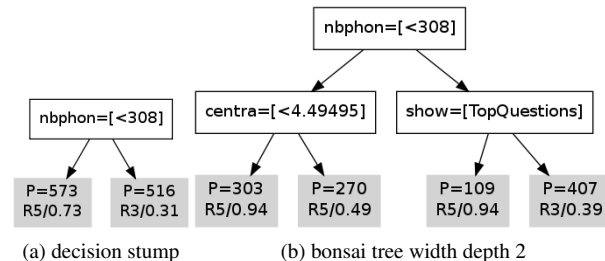 nbphon=[<308]
P=573
R5/0.73
P=516
R3/0.31
(a) decision stump
nbphon=[<308]
centra=[<4.49495]
show=[TopQuestions]
P=303
R5/0.94
P=270
R5/0.49
P=109
R5/0.94
P=407
R3/0.39
(b) bonsai tree width depth 2